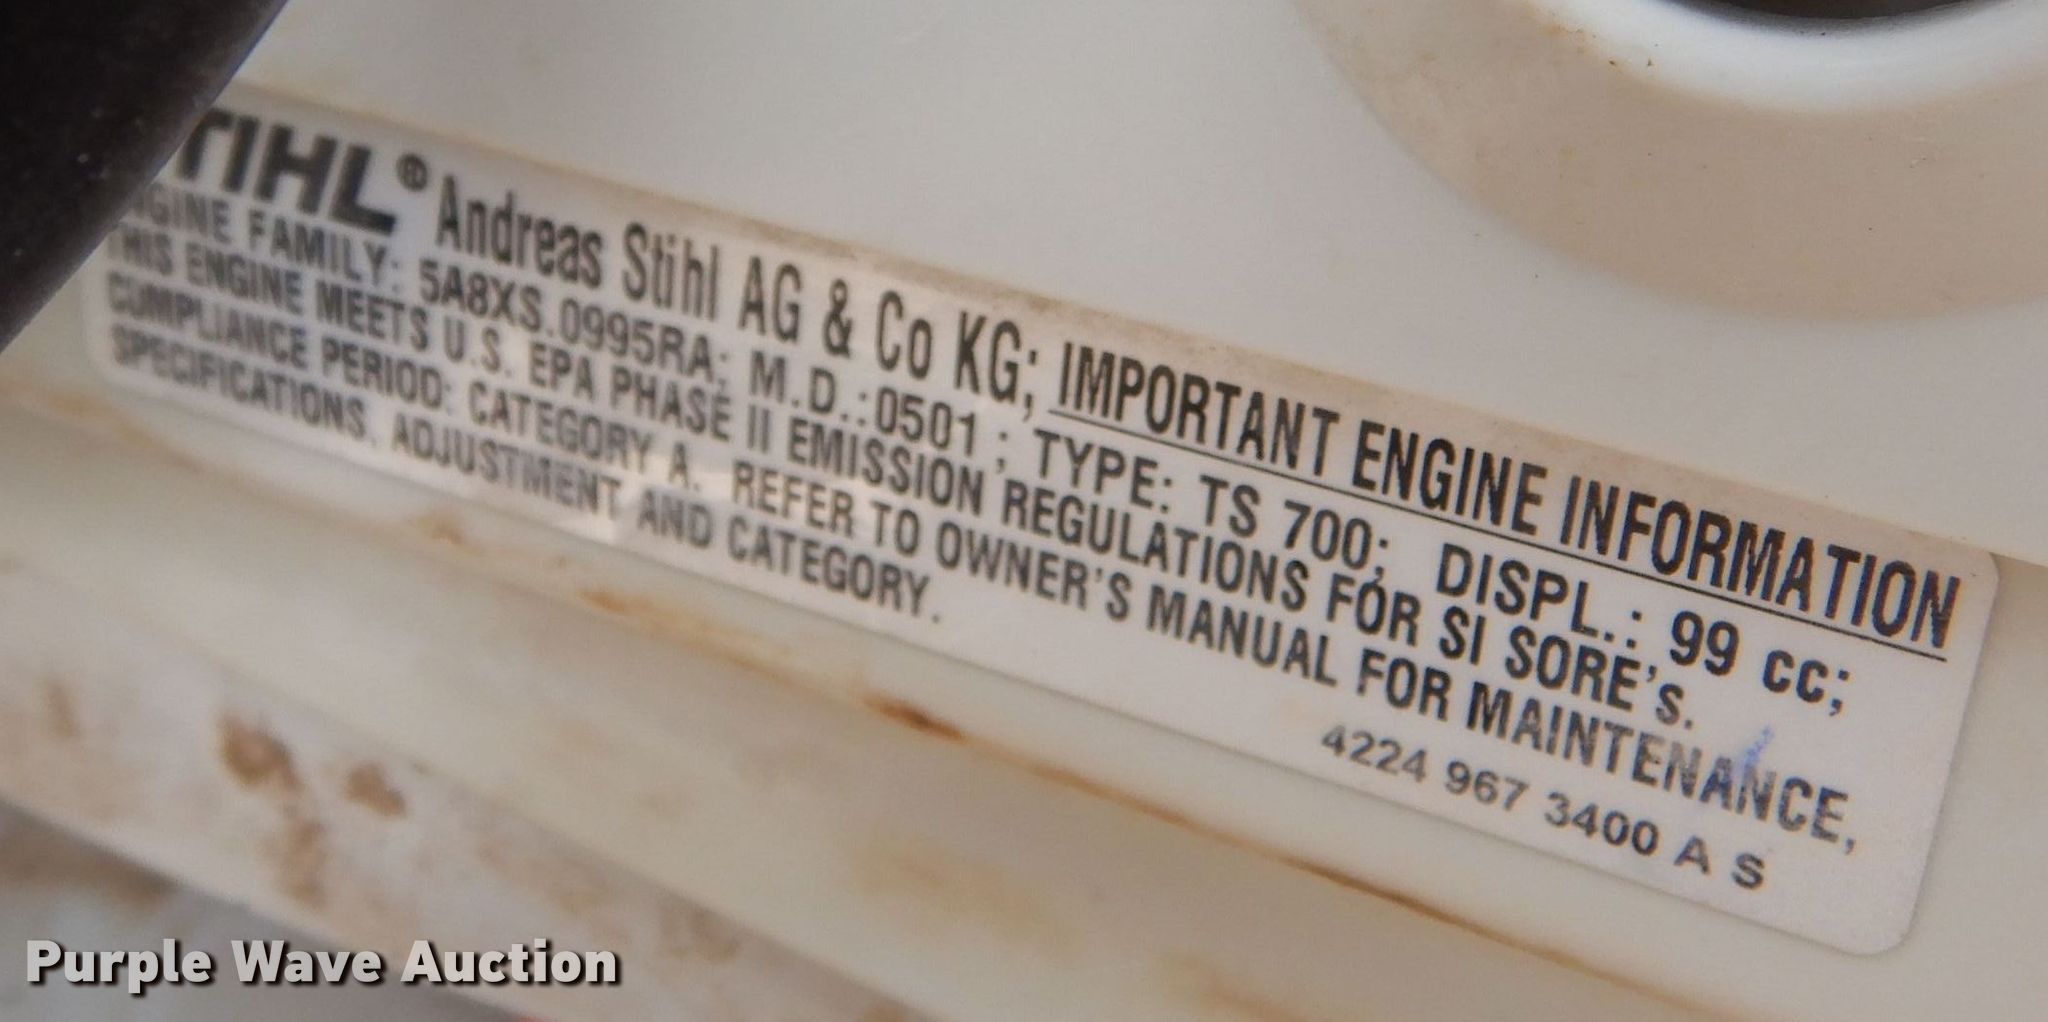 TIHL® Andreas Stihl AG & Co KG; IMPORTANT ENGINE INFORMATION
NGINE FAMILY: 5A8XS.0995RA; M.D.:0501 ; TYPE: TS 700; DISPL.: 99 cc;
THIS ENGINE MEETS U.S. EPA PHASE II EMISSION REGULATIONS FOR SI SORE's.
COMPLIANCE PERIOD: CATEGORY A. REFER TO OWNER'S MANUAL FOR MAINTENANCE,
SPECIFICATIONS, ADJUSTMENT AND CATEGORY.
4224 967 3400 A S
Purple Wave Auction